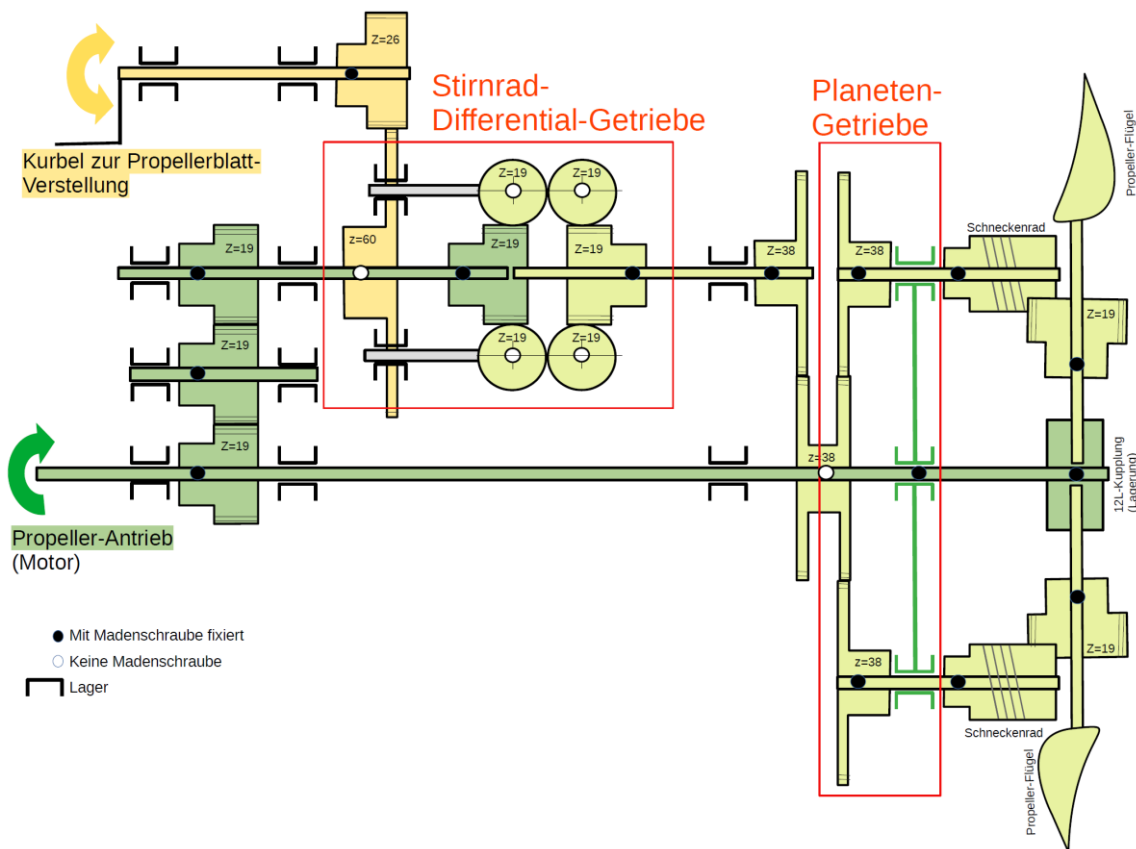 Z=26
Stirnrad-
Differential-Getriebe
Planeten-
Getriebe
Propeller-Flügel
Kurbel zur Propellerblatt-
Verstellung
Z=19
Z=19
Schneckenrad
Z=19
z=60
Z=19
Z=19
Z=38
Z=38
Z=19
Z=19
Z=19
Z=19
Z=19
z=38
12L-Kupplung
(Lagerung)
Propeller-Antrieb
(Motor)
Mit Madenschraube fixiert
Keine Madenschraube
Lager
z=38
Z=19
Schneckenrad
Propeller-Flügel